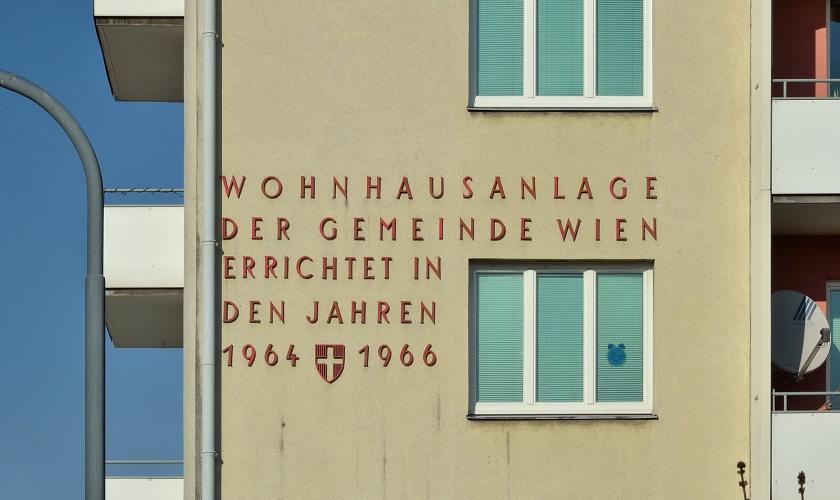 WOHNHAUSANLAGE
DER GEMEINDE WIEN
ERRICHTET IN
DEN JAHREN
1964 1966